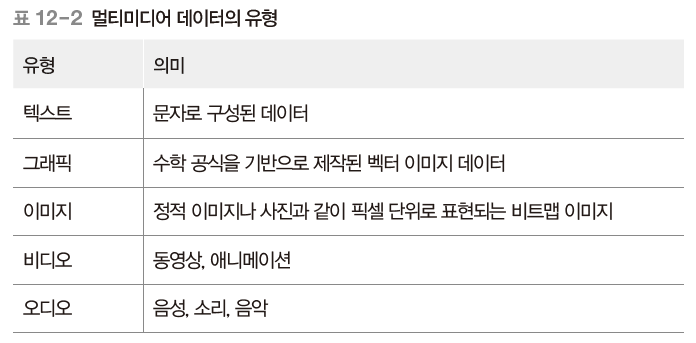 표 12-2 멀티미디어 데이터의 유형
유형 의미
텍스트 문자로 구성된 데이터
그래픽 수학 공식을 기반으로 제작된 벡터 이미지 데이터
이미지 정적 이미지나 사진과 같이 픽셀 단위로 표현되는 비트맵 이미지
비디오 동영상, 애니메이션
오디오 음성, 소리, 음악